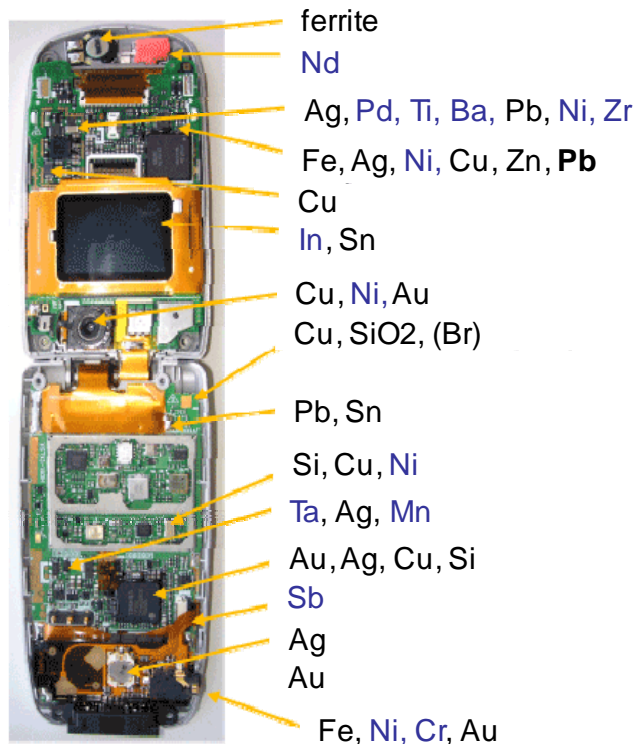 ferrite
Nd
Ag, Pd, Ti, Ba, Pb, Ni, Zr
Fe, Ag, Ni, Cu, Zn, Pb
Cu
In, Sn
Cu, Ni, Au
Cu, SiO2, (Br)
Pb, Sn
Si, Cu, Ni
Ta, Ag, Mn
Au, Ag, Cu, Si
Sb
Ag
Au
Fe, Ni, Cr, Au